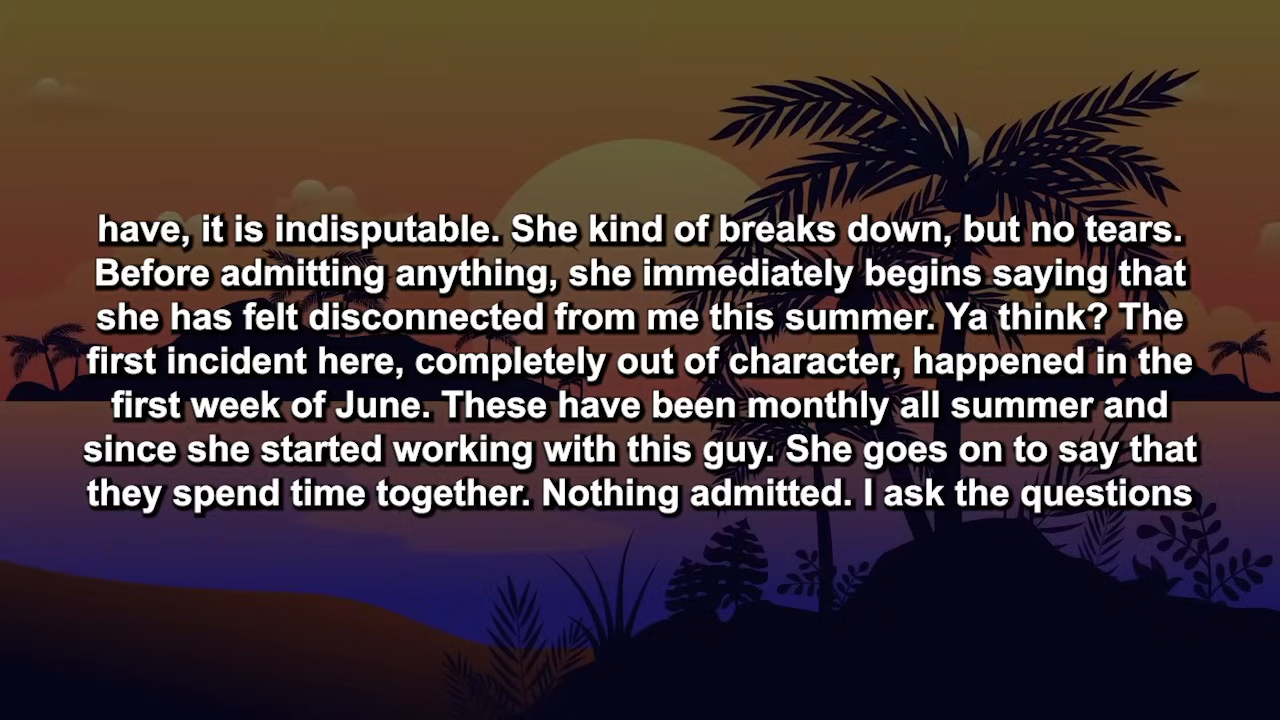 have, it is indisputable. She kind of breaks down, but no tears.
Before admitting anything, she immediately begins saying that
she has felt disconnected from me this summer. Ya think? The
first incident here, completely out of character, happened in the
first week of June. These have been monthly all summer and
since she started working with this guy. She goes on to say that
they spend time together. Nothing admitted. I ask the questions